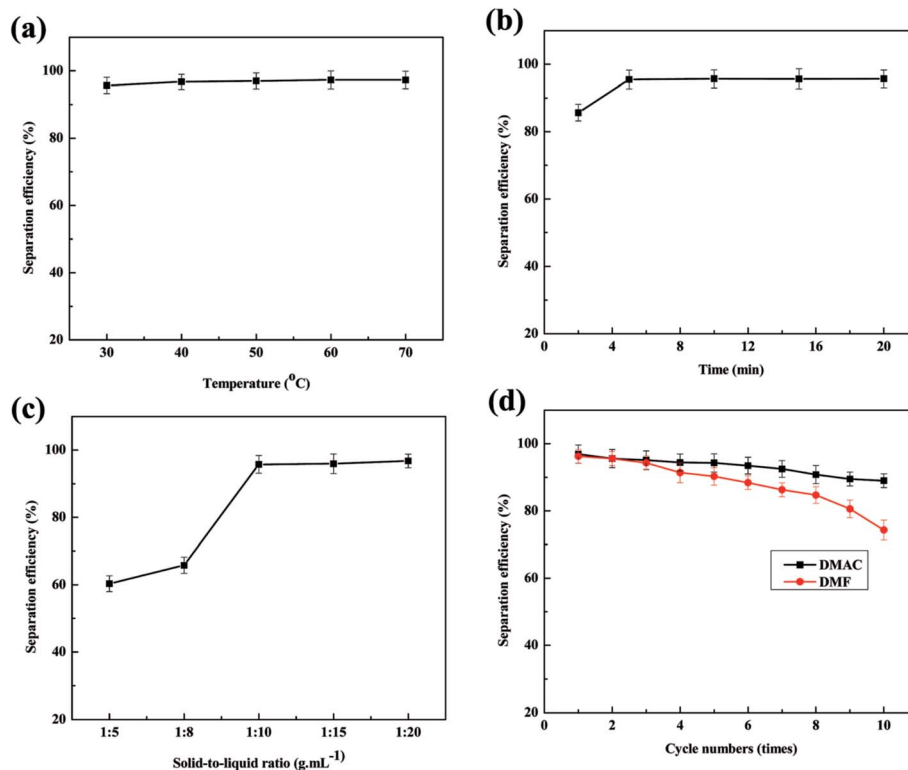 (a)
100
80
60
40
20
Separation efficiency (%)
30 40 50 60 70
Temperature (°C)
(b)
100
80
60
40
20
Separation efficiency (%)
0 4 8 12 16 20
Time (min)
(c)
100
80
60
40
20
Separation efficiency (%)
1:5 1:8 1:10 1:15 1:20
Solid-to-liquid ratio (g.mL⁻¹)
(d)
100
80
60
40
20
Separation efficiency (%)
DMAC
DMF
0 2 4 6 8 10
Cycle numbers (times)